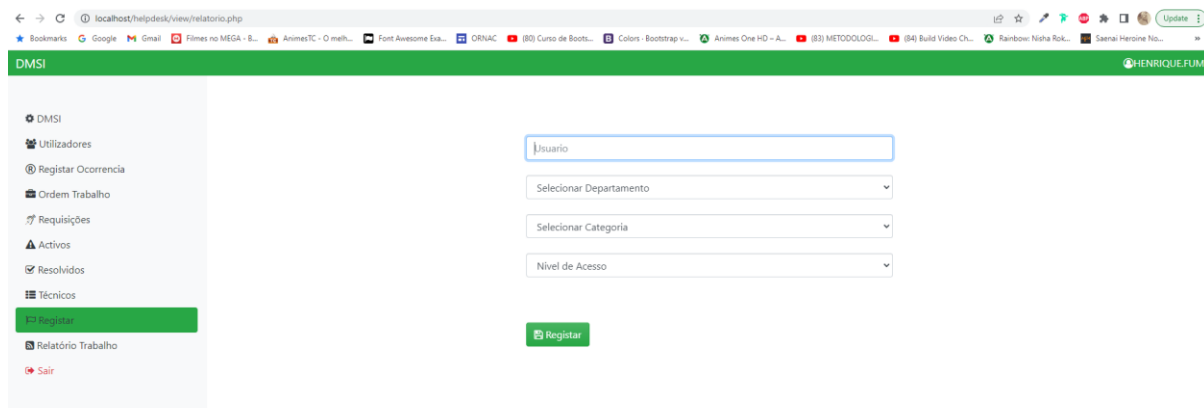 localhost/helpdesk/view/relatorio.php
Update
Bookmarks Google Gmail Filmes no MEGA - B... AnimesTC - O melh... Font Awesome Exa... ORNAC (80) Curso de Boots... Colors · Bootstrap v... Animes One HD – A... (83) METODOLOGI... (84) Build Video Ch... Rainbow: Nisha Rok... Saenai Heroine No... »
DMSI HENRIQUE.FUM
DMSI
Utilizadores
Registar Ocorrencia
Ordem Trabalho
Requisições
Activos
Resolvidos
Técnicos
Registar
Relatório Trabalho
Sair
Usuario
Selecionar Departamento
Selecionar Categoria
Nível de Acesso
Registar